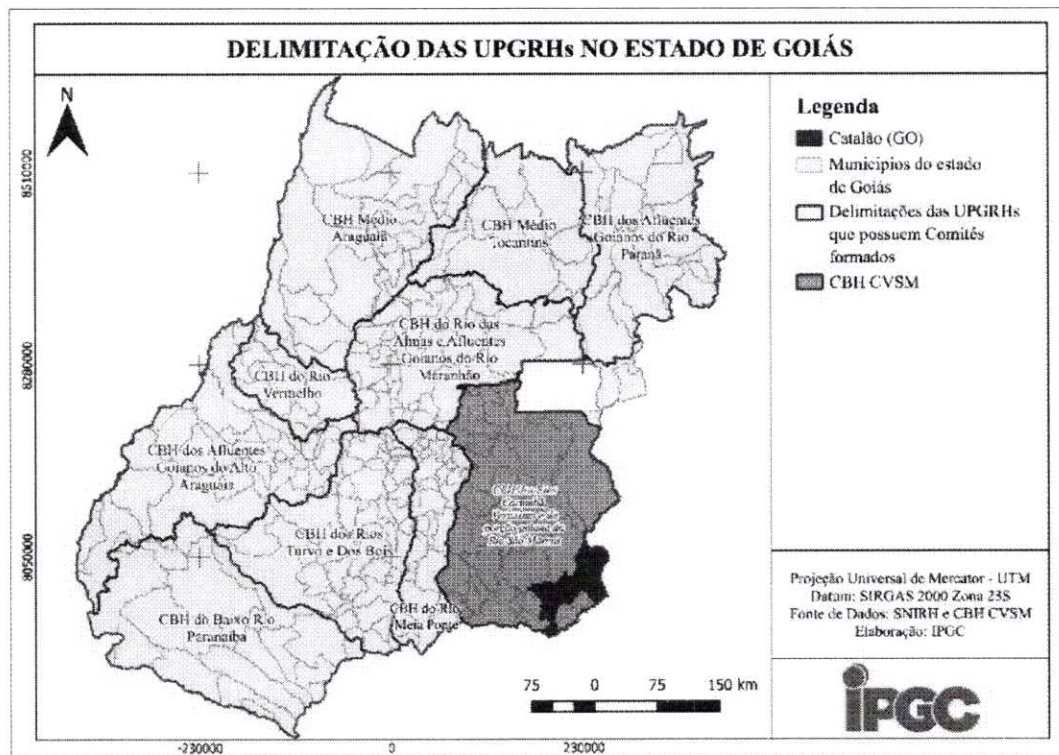 DELIMITAÇÃO DAS UPGRHs NO ESTADO DE GOIÁS
N
8510000
8280000
8050000
CBH Médio
Araguaia
CBH Médio
Tocantins
CBH dos Afluentes
Goianos do Rio
Paranã
CBH do Rio das
Almas e Afluentes
Goianos do Rio
Maranhão
CBH do Rio
Vermelho
CBH dos Afluentes
Goianos do Alto
Araguaia
CBH dos Rios
Turvo e Dos Bois
CBH do Rio
Meia Ponte
CBH do Baixo Rio
Paranaíba
75 0 75 150 km
-230000 0 230000
Legenda
Catalão (GO)
Municípios do estado
de Goiás
Delimitações das UPGRHs
que possuem Comitês
formados
CBH CVSM
Projeção Universal de Mercator - UTM
Datum: SIRGAS 2000 Zona 23S
Fonte de Dados: SNIRH e CBH CVSM
Elaboração: IPGC
iPGC